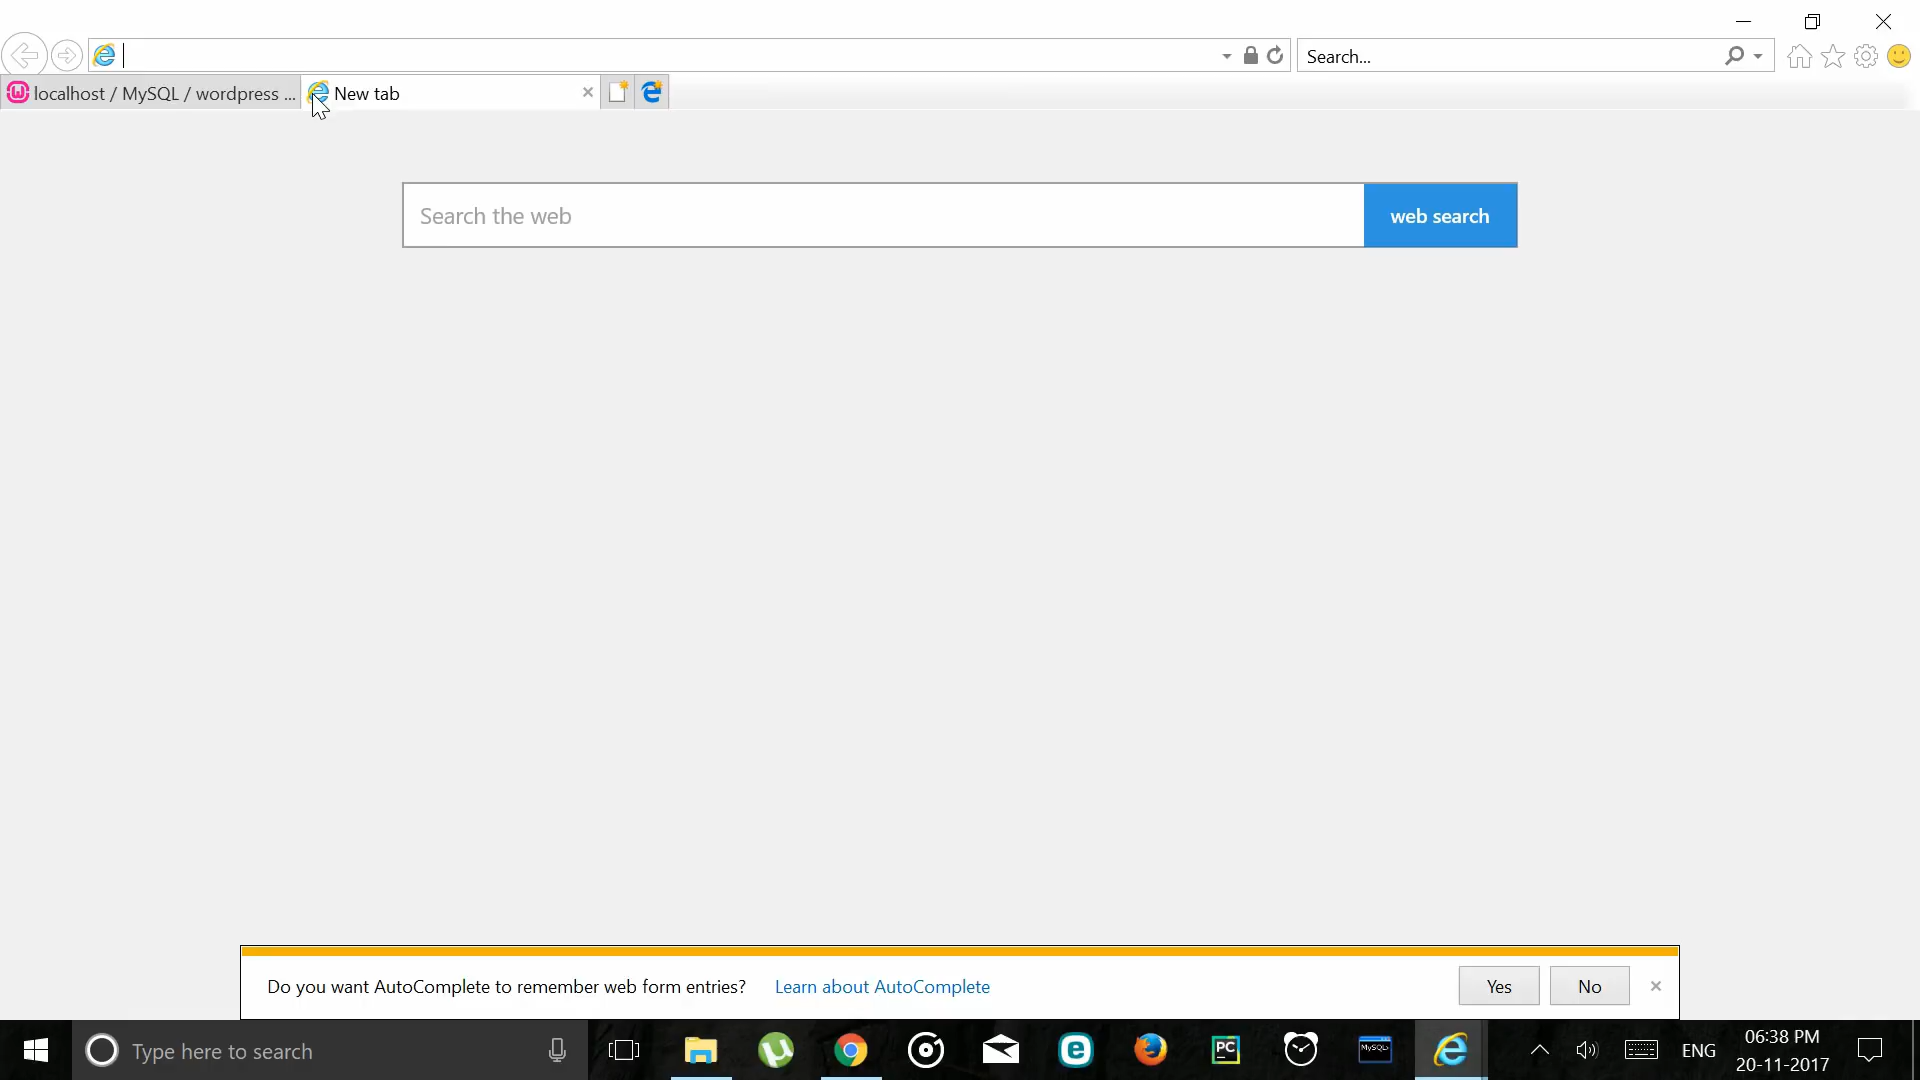 Search...
localhost / MySQL / wordpress ...
New tab
Search the web
web search
Do you want AutoComplete to remember web form entries?
Learn about AutoComplete
Yes
No
Type here to search
PC
MySQL
ENG
06:38 PM
20-11-2017